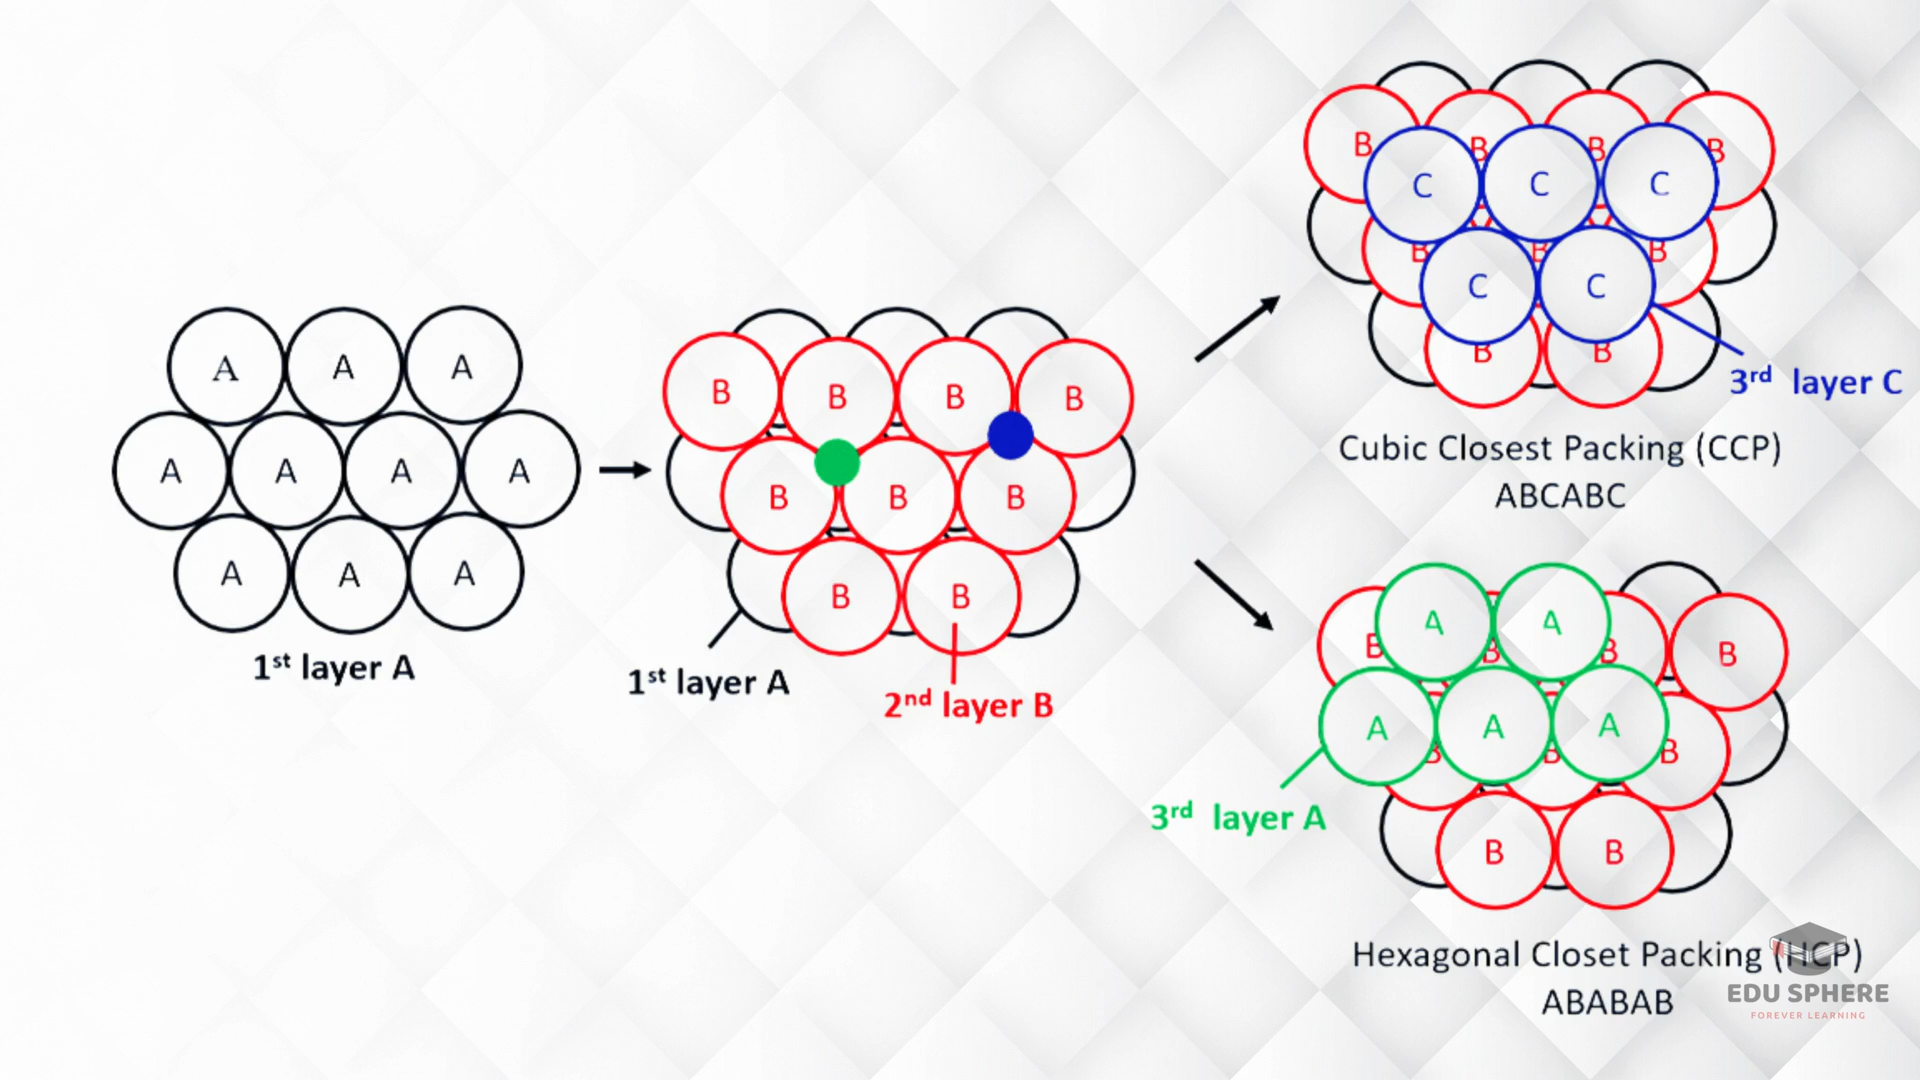 A A A
A A A A
A A A
1st layer A
B B B B
B B B
B B
1st layer A
2nd layer B
B B B B
C C C
B B B
C C
B B
3rd layer C
Cubic Closest Packing (CCP)
ABCABC
A A
B B B B
A A A
B B B
3rd layer A
B B
Hexagonal Closet Packing (HCP)
ABABAB
EDU SPHERE
FOREVER LEARNING